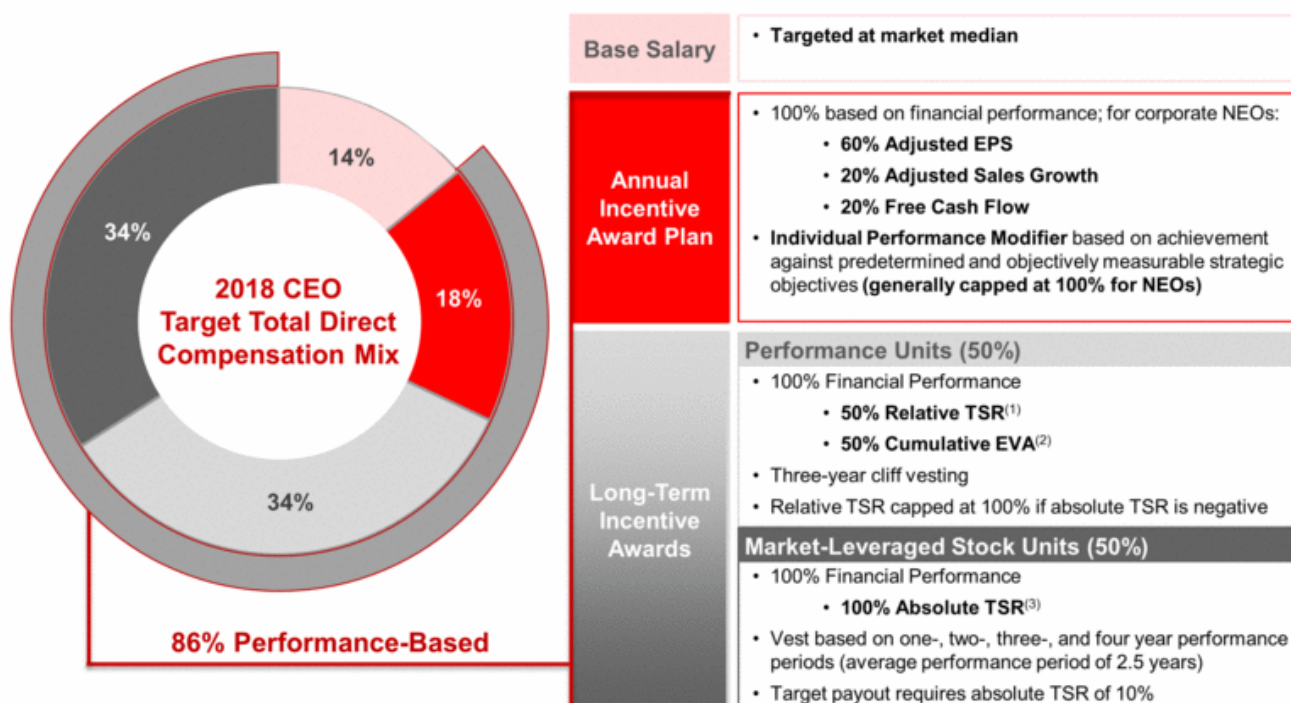 14%
34%
18%
34%
2018 CEO
Target Total Direct
Compensation Mix
86% Performance-Based
Base Salary
• Targeted at market median
Annual
Incentive
Award Plan
• 100% based on financial performance; for corporate NEOs:
• 60% Adjusted EPS
• 20% Adjusted Sales Growth
• 20% Free Cash Flow
• Individual Performance Modifier based on achievement
against predetermined and objectively measurable strategic
objectives (generally capped at 100% for NEOs)
Long-Term
Incentive
Awards
Performance Units (50%)
• 100% Financial Performance
• 50% Relative TSR(1)
• 50% Cumulative EVA(2)
• Three-year cliff vesting
• Relative TSR capped at 100% if absolute TSR is negative
Market-Leveraged Stock Units (50%)
• 100% Financial Performance
• 100% Absolute TSR(3)
• Vest based on one-, two-, three-, and four year performance
periods (average performance period of 2.5 years)
• Target payout requires absolute TSR of 10%